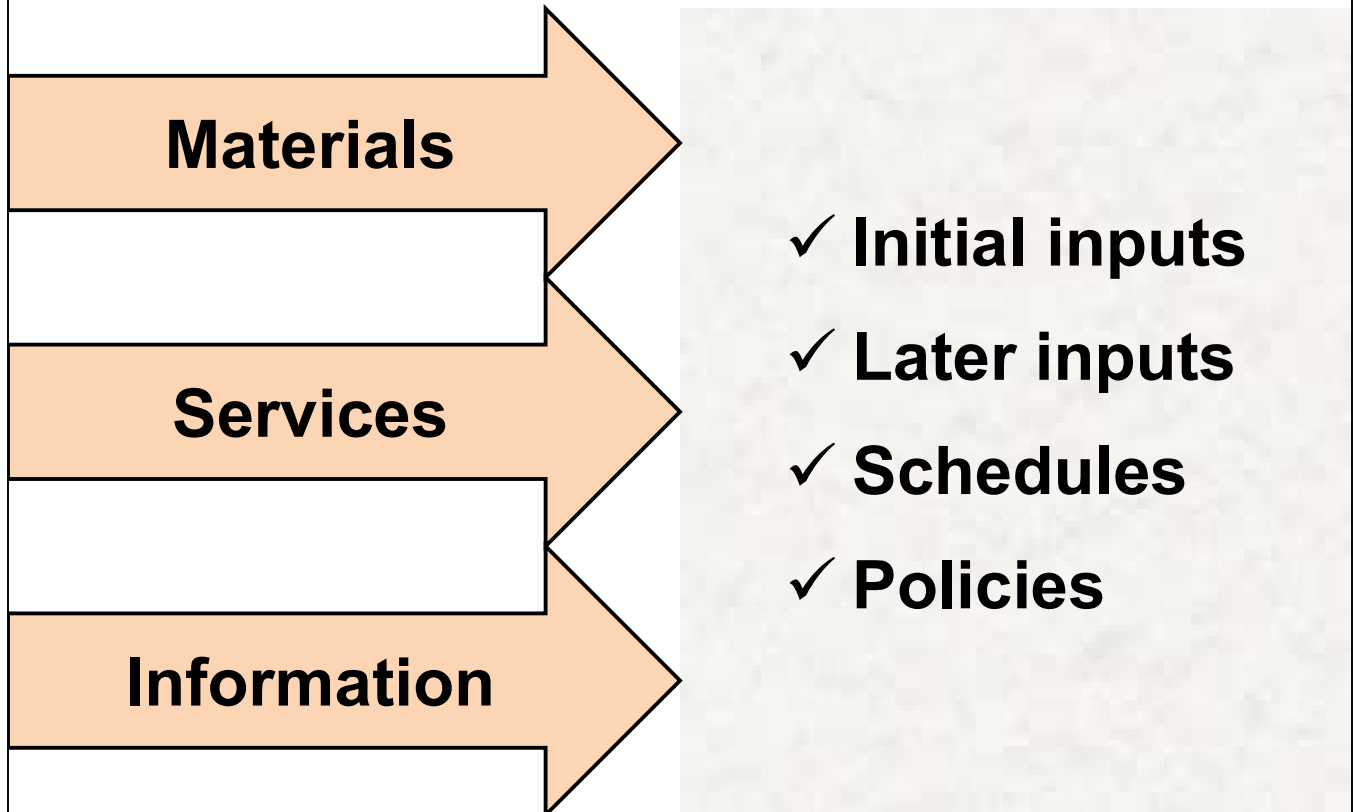 Materials
Services
Information
✓ Initial inputs
✓ Later inputs
✓ Schedules
✓ Policies